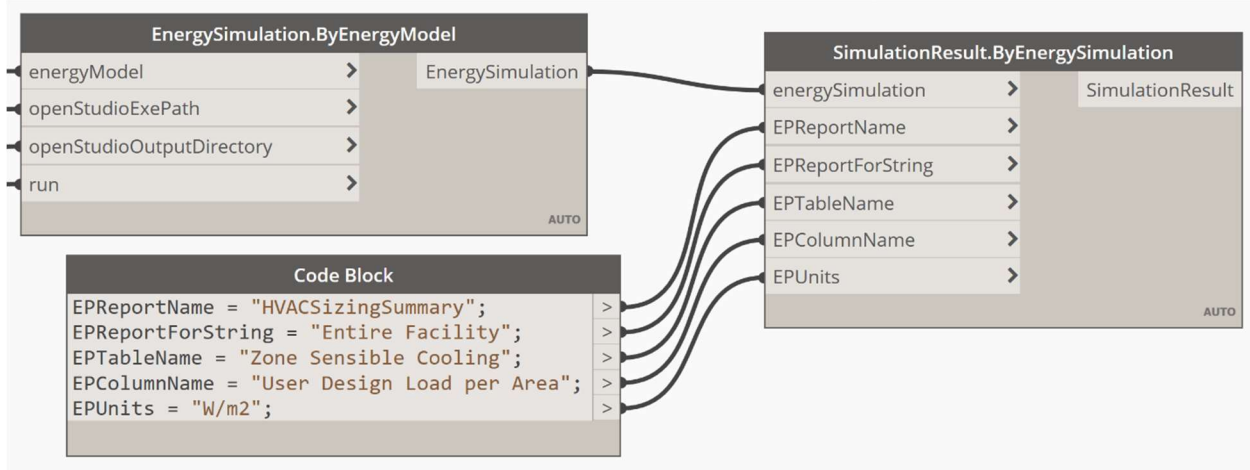 EnergySimulation.ByEnergyModel
energyModel > EnergySimulation
openStudioExePath >
openStudioOutputDirectory >
run >
AUTO
SimulationResult.ByEnergySimulation
energySimulation > SimulationResult
EPReportName >
EPReportForString >
EPTableName >
EPColumnName >
EPUnits >
AUTO
Code Block
EPReportName = "HVACSizingSummary"; >
EPReportForString = "Entire Facility"; >
EPTableName = "Zone Sensible Cooling"; >
EPColumnName = "User Design Load per Area"; >
EPUnits = "W/m2"; >